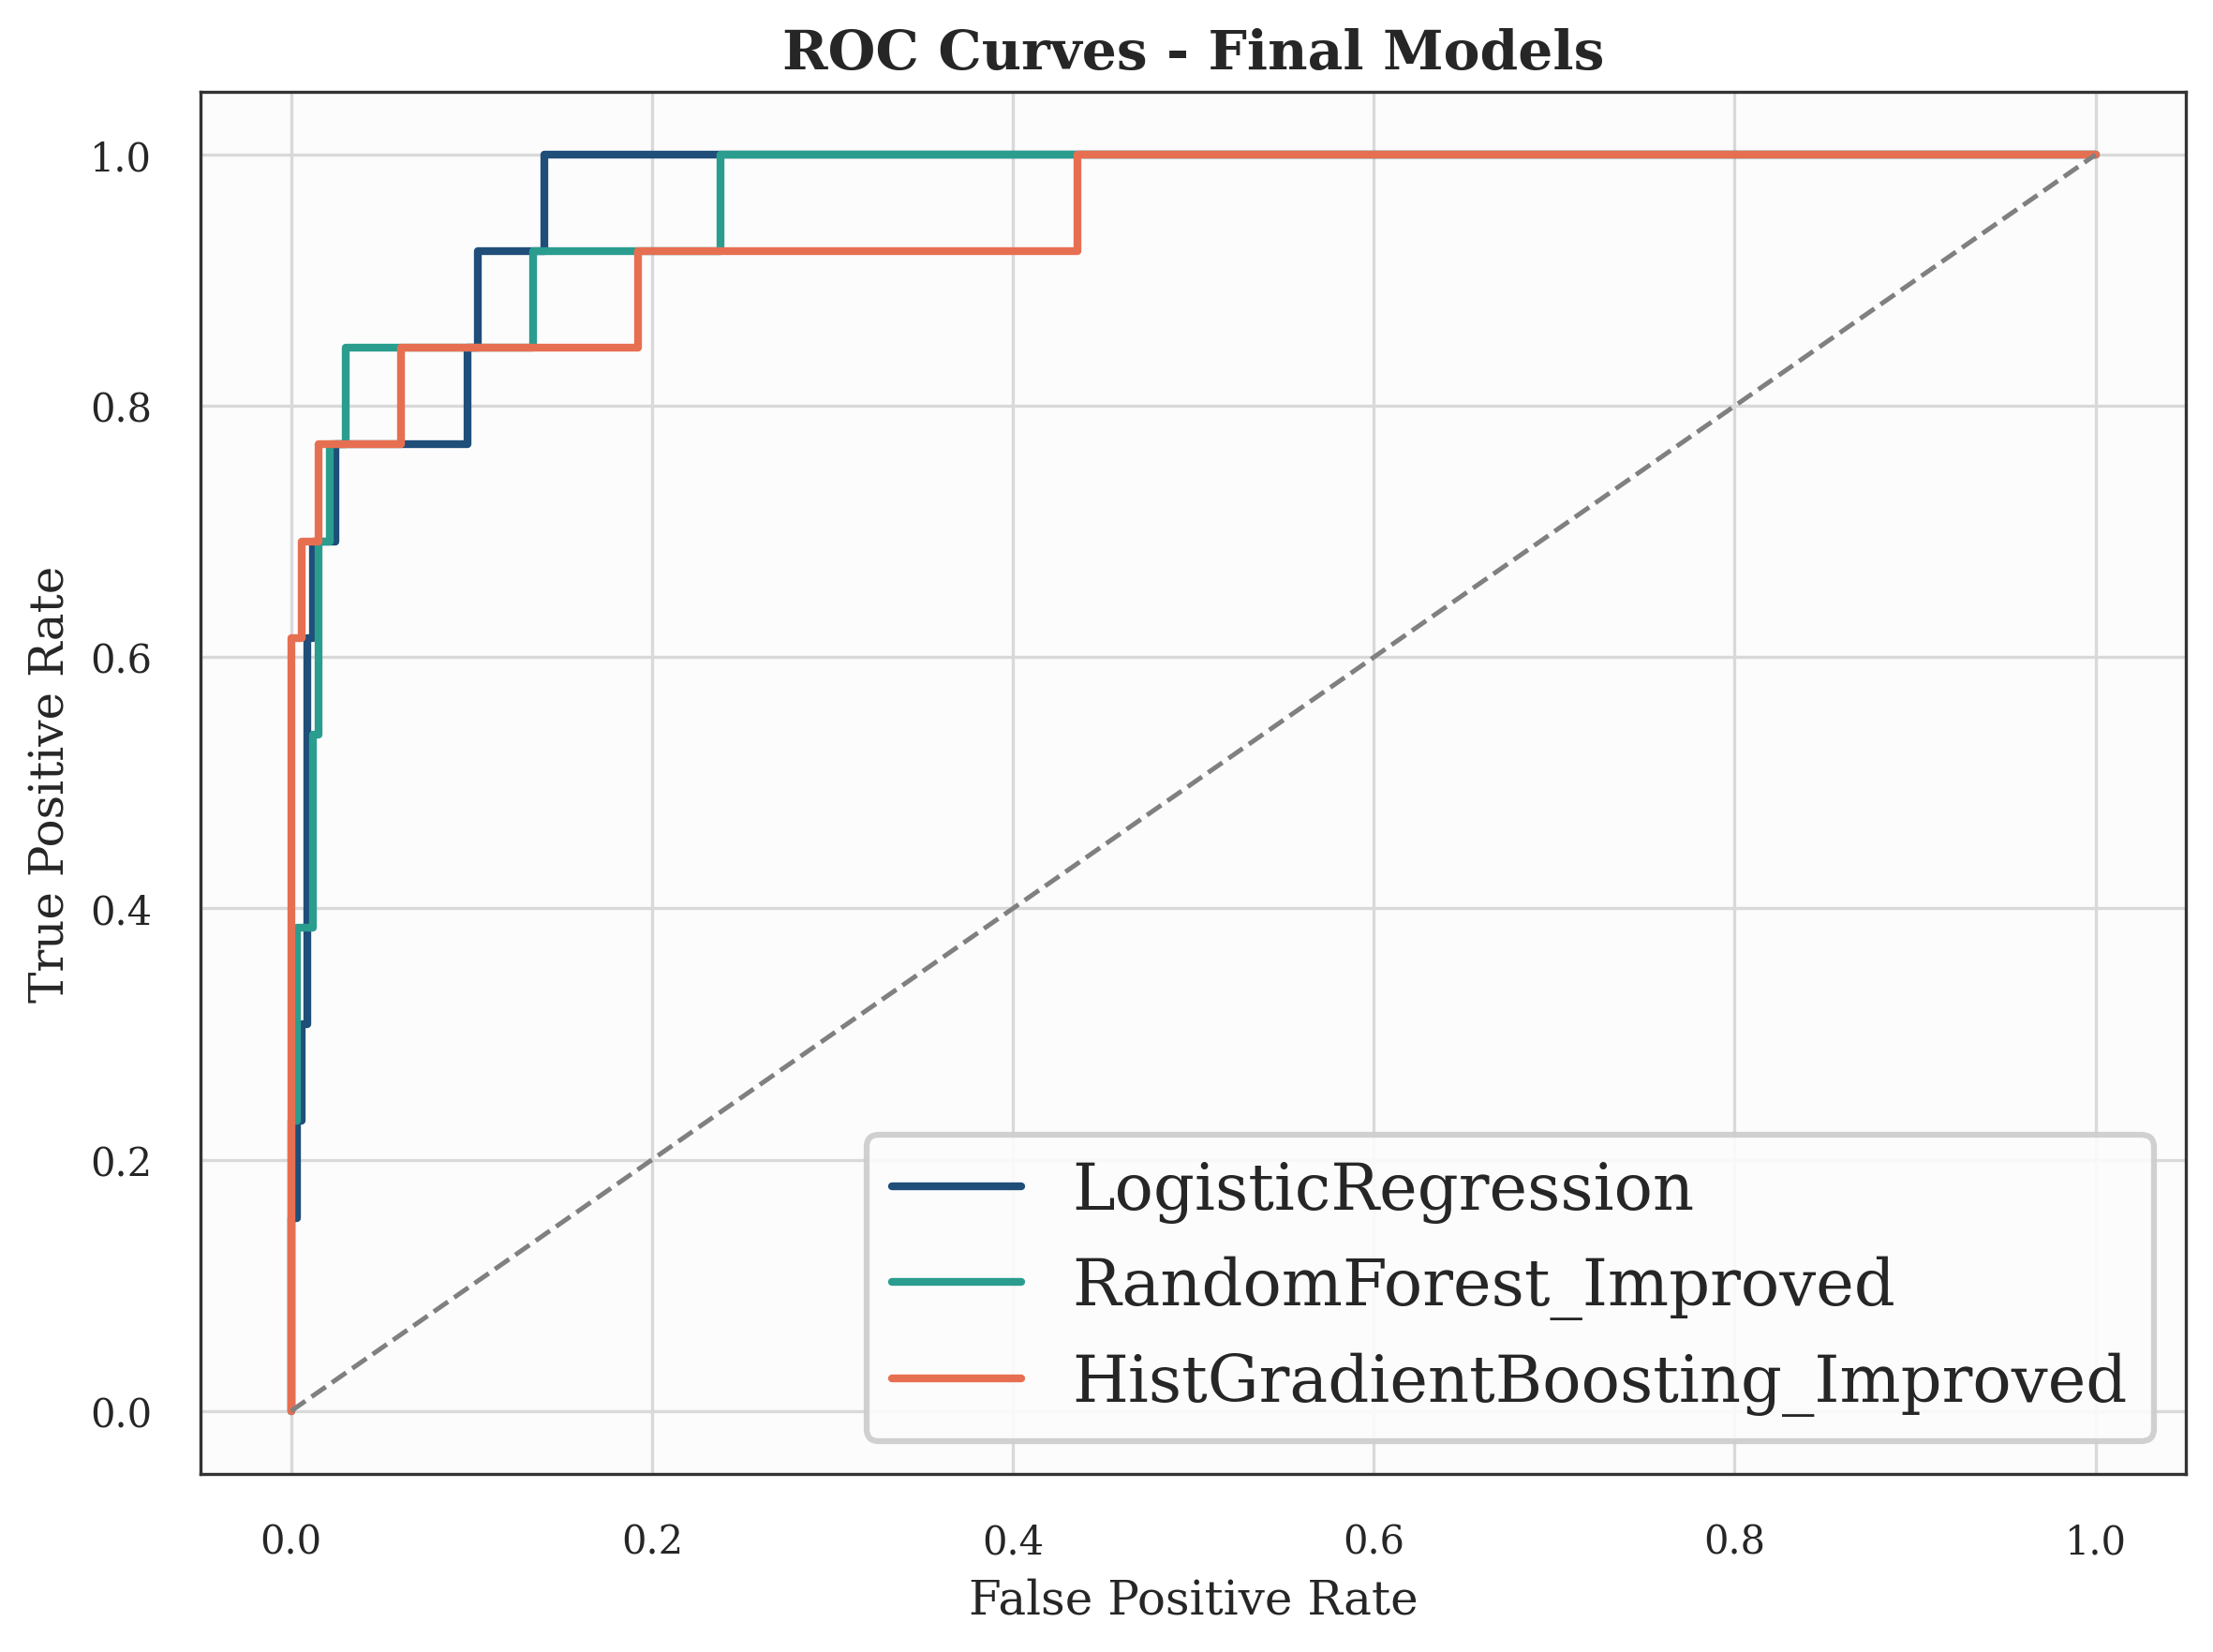 ROC Curves - Final Models
True Positive Rate
1.0
0.8
0.6
0.4
0.2
0.0
LogisticRegression
RandomForest_Improved
HistGradientBoosting_Improved
0.0 0.2 0.4 0.6 0.8 1.0
False Positive Rate